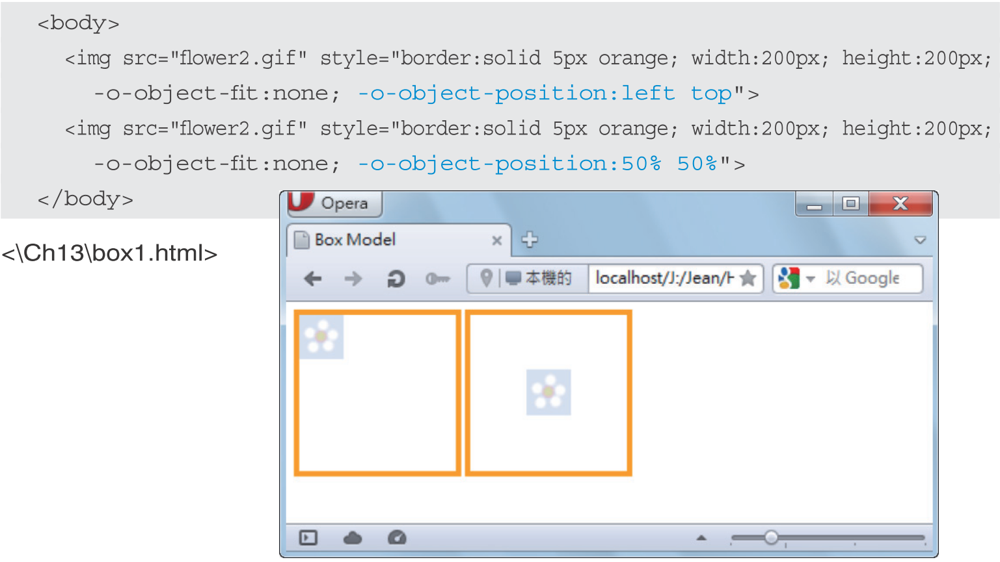 <body>
<img src="flower2.gif" style="border:solid 5px orange; width:200px; height:200px;
-o-object-fit:none; -o-object-position:left top">
<img src="flower2.gif" style="border:solid 5px orange; width:200px; height:200px;
-o-object-fit:none; -o-object-position:50% 50%">
</body>
<\Ch13\box1.html>
Opera
Box Model
本機的 localhost/J:/Jean/H 以 Google